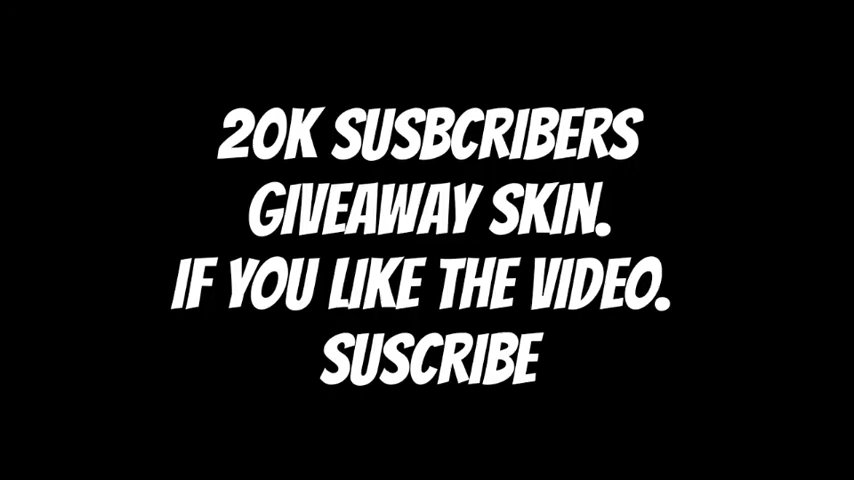 20K SUSBCRIBERS
GIVEAWAY SKIN.
IF YOU LIKE THE VIDEO.
SUSCRIBE